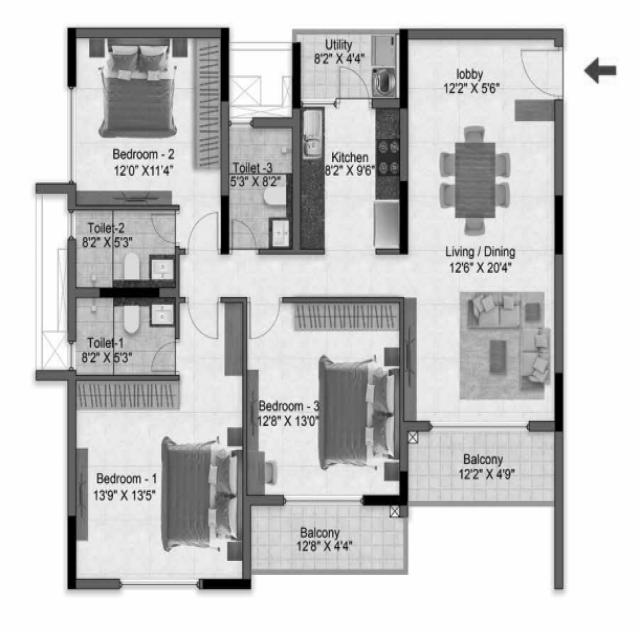 Utility
8'2" X 4'4"
lobby
12'2" X 5'6"
Bedroom - 2
12'0" X11'4"
Toilet -3
5'3" X 8'2"
Kitchen
8'2" X 9'6"
Toilet-2
8'2" X 5'3"
Living / Dining
12'6" X 20'4"
Toilet-1
8'2" X 5'3"
Bedroom - 3
12'8" X 13'0"
Bedroom - 1
13'9" X 13'5"
Balcony
12'2" X 4'9"
Balcony
12'8" X 4'4"